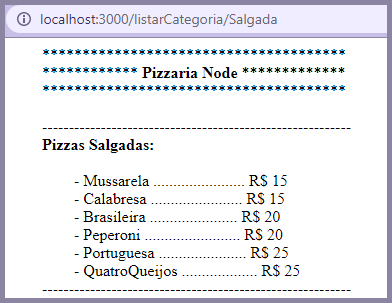 localhost:3000/listarCategoria/Salgada
**************************************
************ Pizzaria Node *************
**************************************
---------------------------------------------------------
Pizzas Salgadas:
- Mussarela ....................... R$ 15
- Calabresa ....................... R$ 15
- Brasileira ...................... R$ 20
- Peperoni ........................ R$ 20
- Portuguesa ...................... R$ 25
- QuatroQueijos ................... R$ 25
---------------------------------------------------------